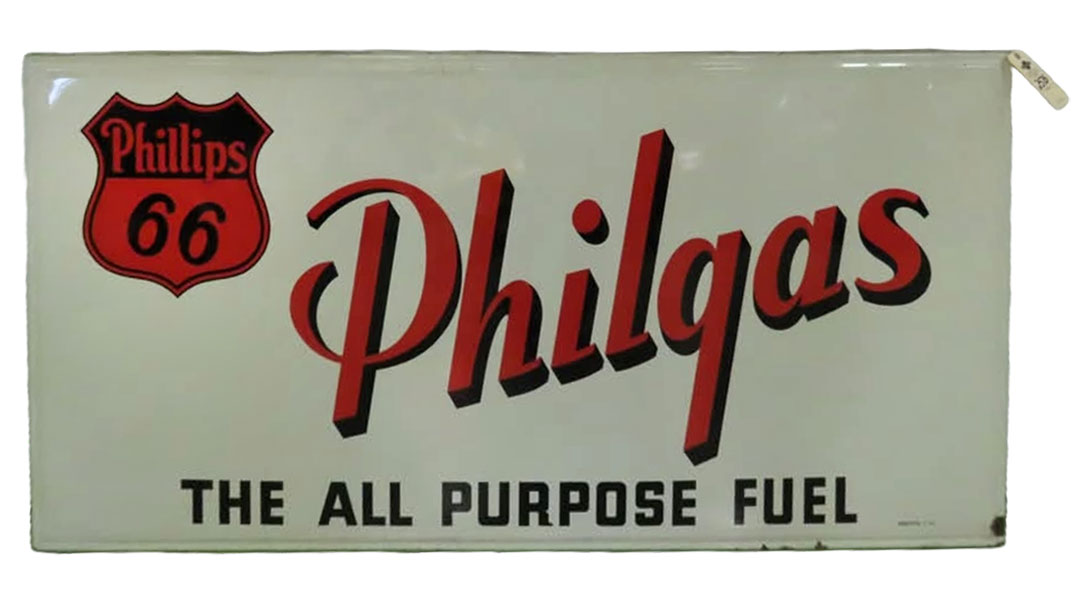 Phillips
66
Philgas
THE ALL PURPOSE FUEL